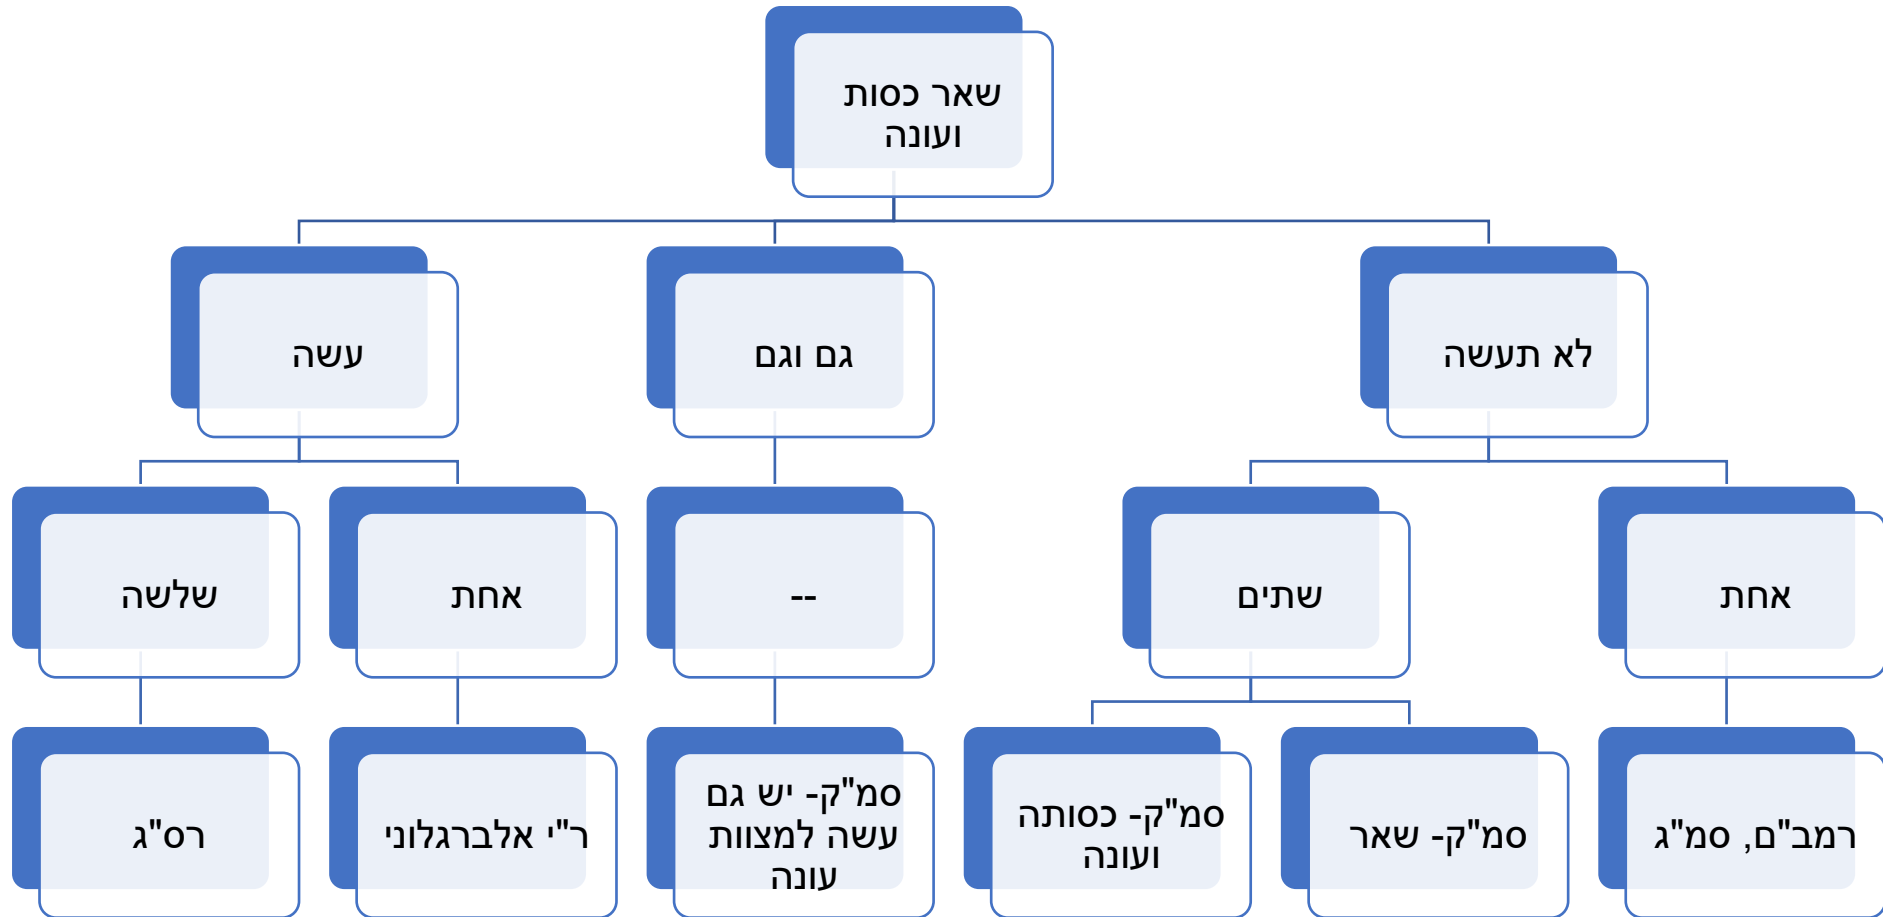 שאר כסות
ועונה
לא תעשה
גם וגם
עשה
אחת
שתים
--
אחת
שלשה
רמב"ם, סמ"ג
סמ"ק- שאר
סמ"ק- כסותה
ועונה
סמ"ק- יש גם
עשה למצוות
עונה
ר"י אלברגלוני
רס"ג